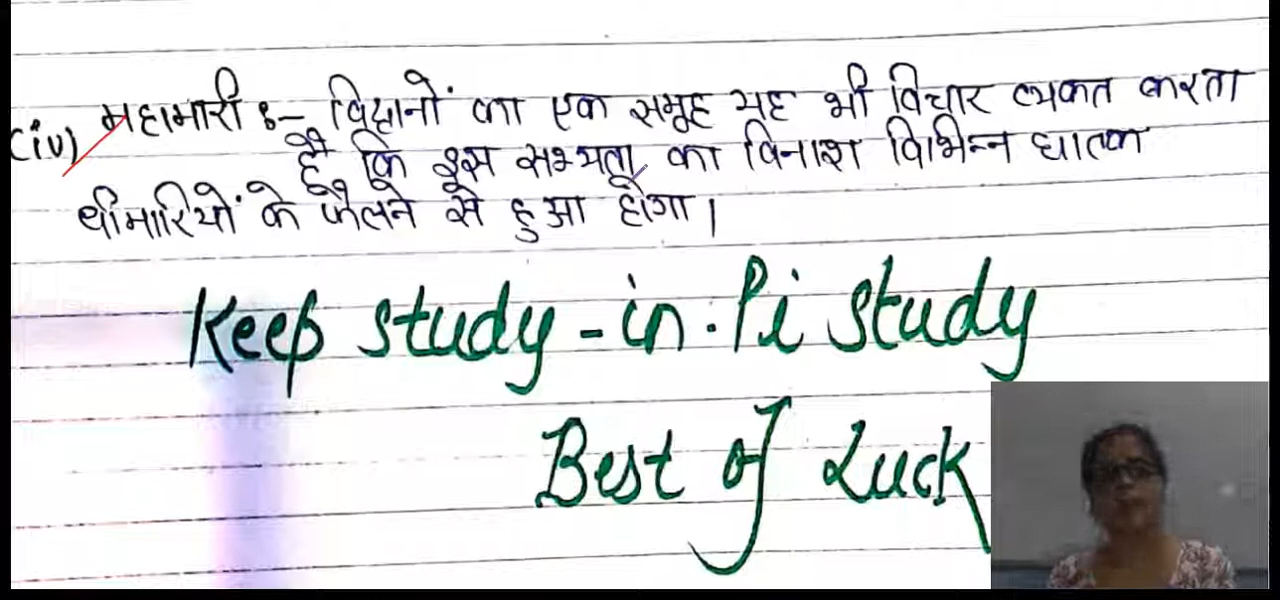 (iv) महामारी :- विद्वानों का एक समूह यह भी विचार व्यक्त करता
है कि इस सभ्यता का विनाश विभिन्न घातक
बीमारियों के फैलने से हुआ होगा।
Keep study - in . Pi study
Best of Luck